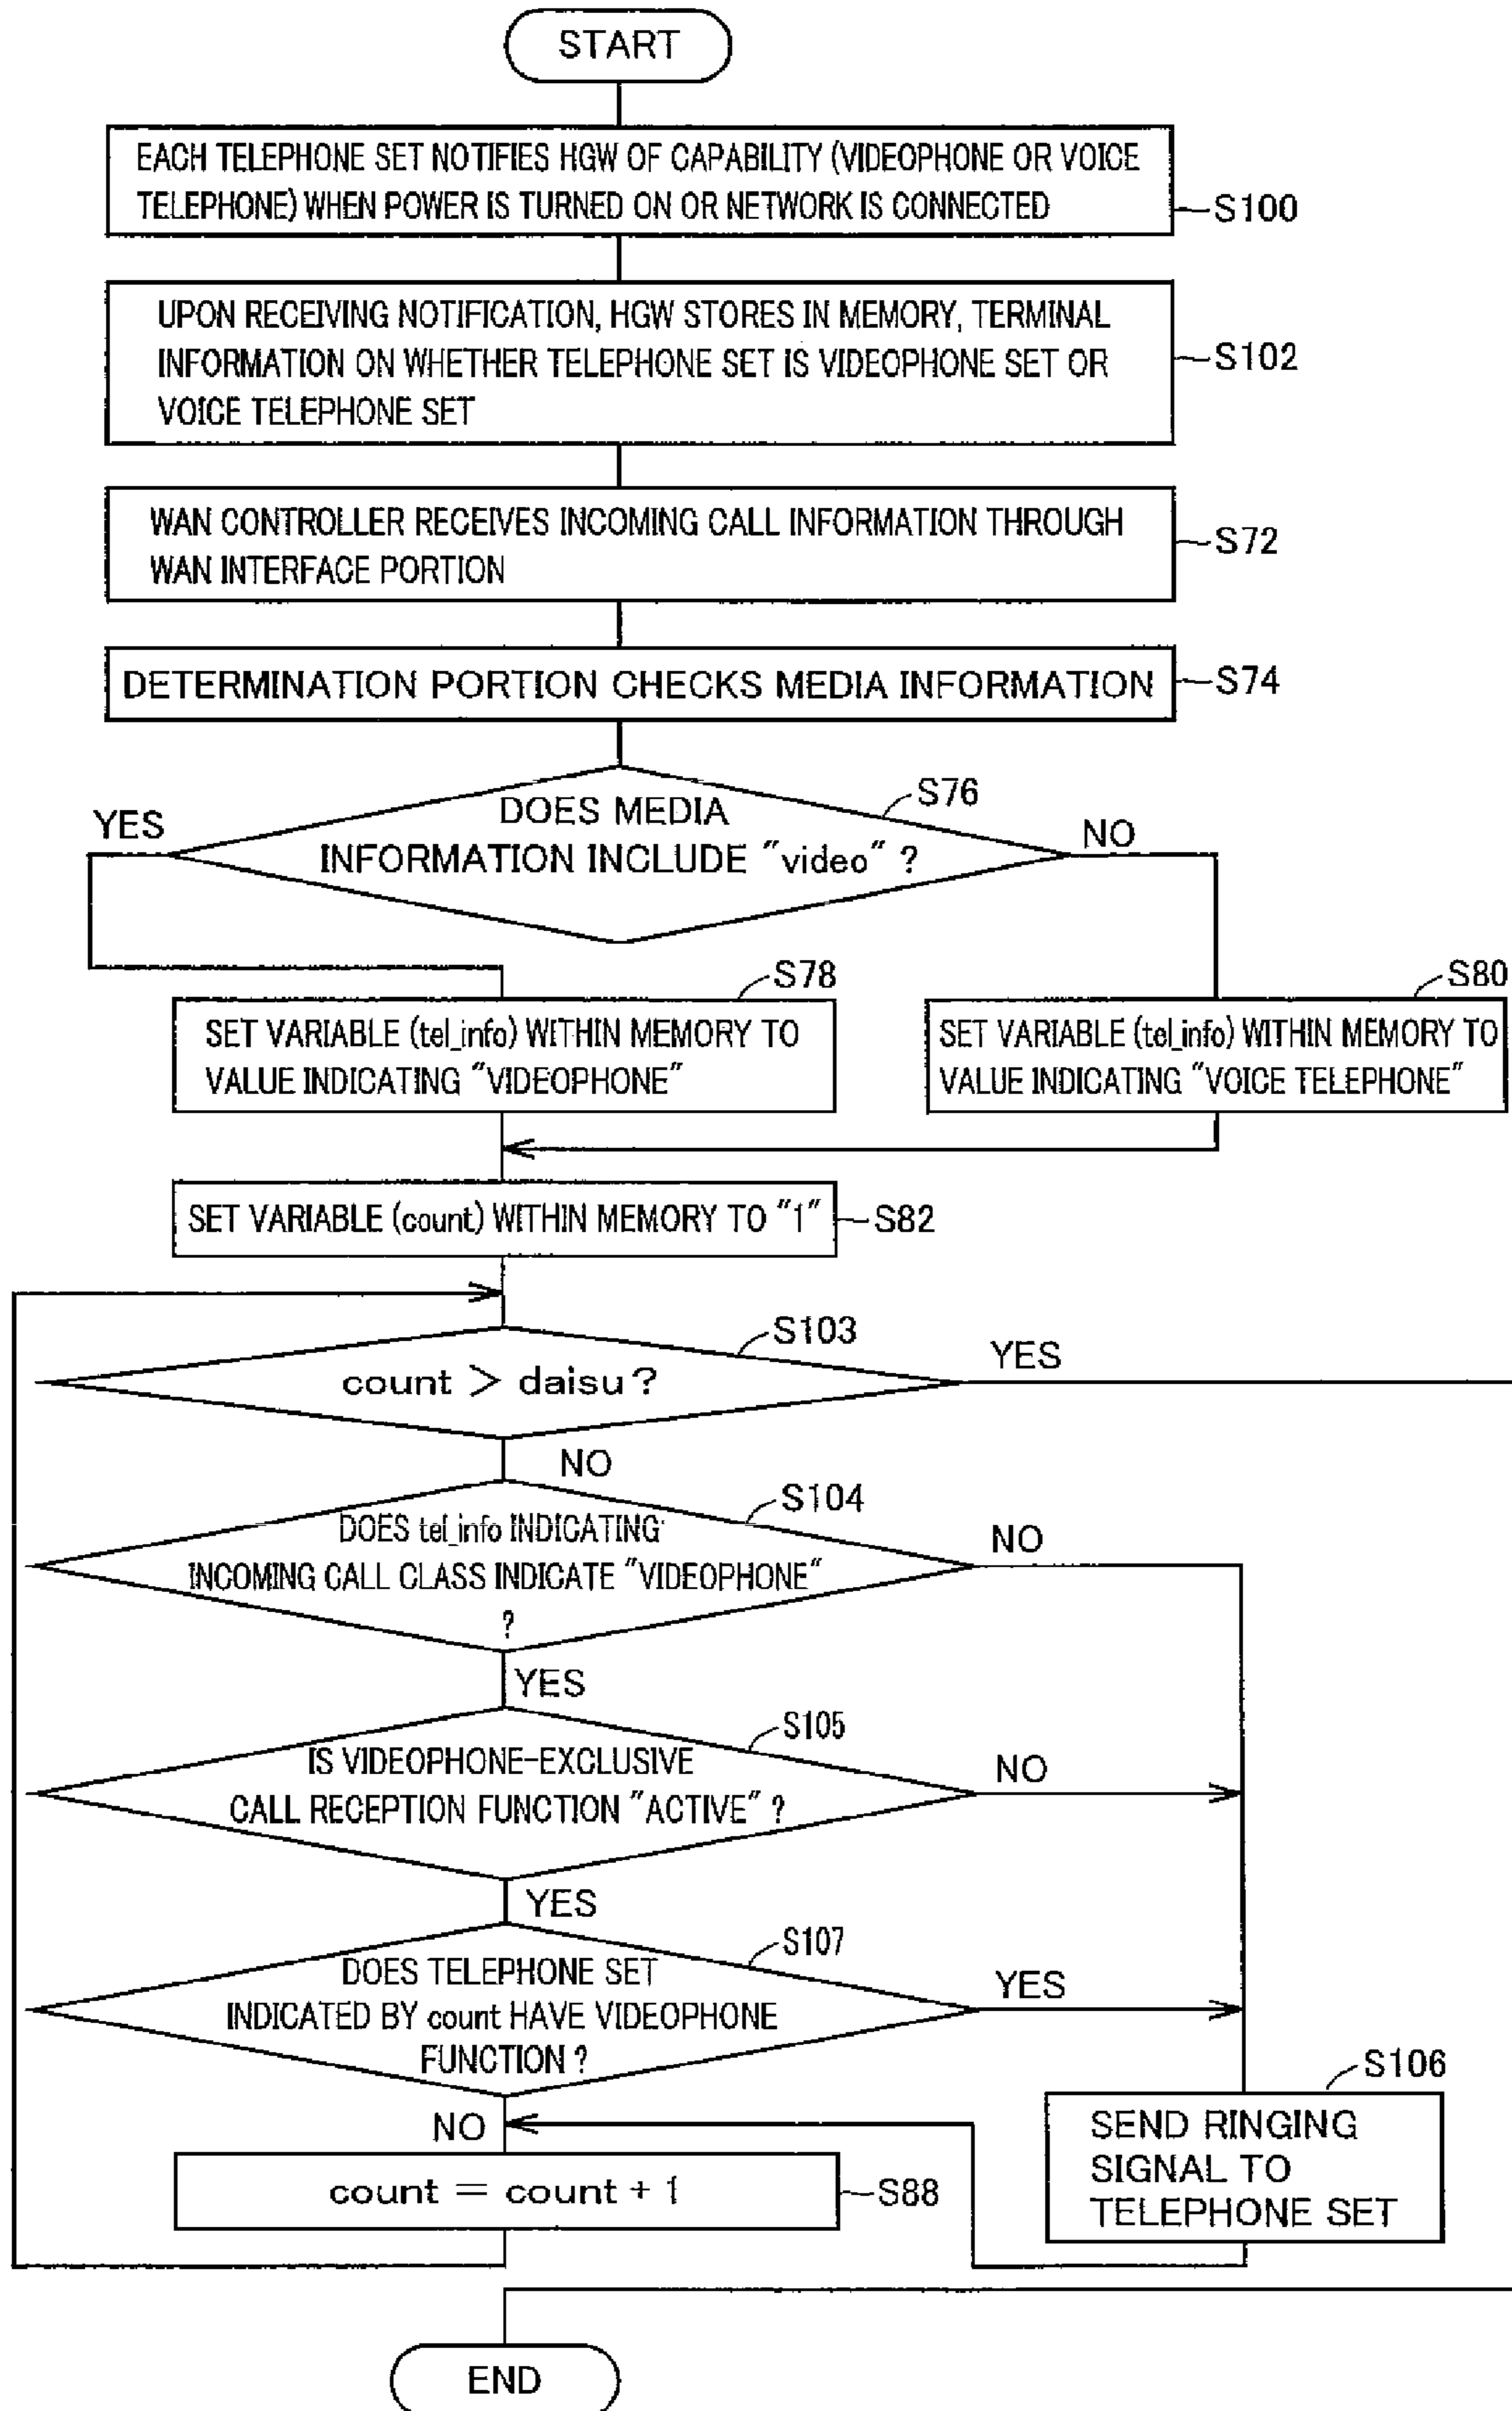 START
EACH TELEPHONE SET NOTIFIES HGW OF CAPABILITY (VIDEOPHONE OR VOICE
TELEPHONE) WHEN POWER IS TURNED ON OR NETWORK IS CONNECTED
S100
UPON RECEIVING NOTIFICATION, HGW STORES IN MEMORY, TERMINAL
INFORMATION ON WHETHER TELEPHONE SET IS VIDEOPHONE SET OR
VOICE TELEPHONE SET
S102
WAN CONTROLLER RECEIVES INCOMING CALL INFORMATION THROUGH
WAN INTERFACE PORTION
S72
DETERMINATION PORTION CHECKS MEDIA INFORMATION
S74
S76
DOES MEDIA
INFORMATION INCLUDE "video" ?
YES
NO
S78
SET VARIABLE (tel_info) WITHIN MEMORY TO
VALUE INDICATING "VIDEOPHONE"
S80
SET VARIABLE (tel_info) WITHIN MEMORY TO
VALUE INDICATING "VOICE TELEPHONE"
SET VARIABLE (count) WITHIN MEMORY TO "1"
S82
S103
count > daisu ?
YES
NO
S104
DOES tel_info INDICATING
INCOMING CALL CLASS INDICATE "VIDEOPHONE"
?
NO
YES
S105
IS VIDEOPHONE-EXCLUSIVE
CALL RECEPTION FUNCTION "ACTIVE" ?
NO
YES
S107
DOES TELEPHONE SET
INDICATED BY count HAVE VIDEOPHONE
FUNCTION ?
YES
NO
S106
SEND RINGING
SIGNAL TO
TELEPHONE SET
count = count + 1
S88
END